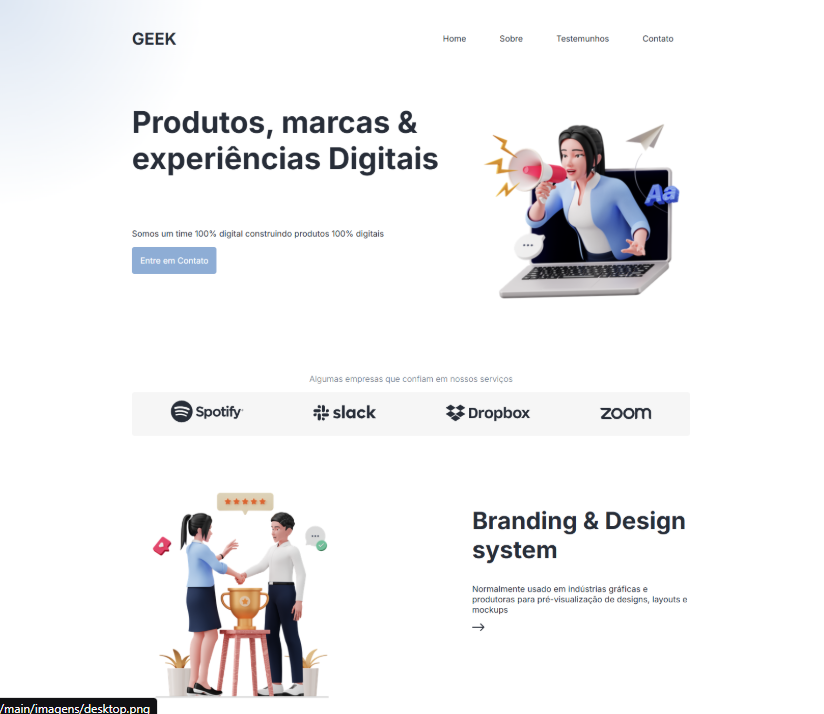 GEEK
Home Sobre Testemunhos Contato
Produtos, marcas &
experiências Digitais
Aa
Somos um time 100% digital construindo produtos 100% digitais
Entre em Contato
Algumas empresas que confiam em nossos serviços
Spotify slack Dropbox zoom
Branding & Design
system
Normalmente usado em indústrias gráficas e
produtoras para pré-visualização de designs, layouts e
mockups
/main/imagens/desktop.png